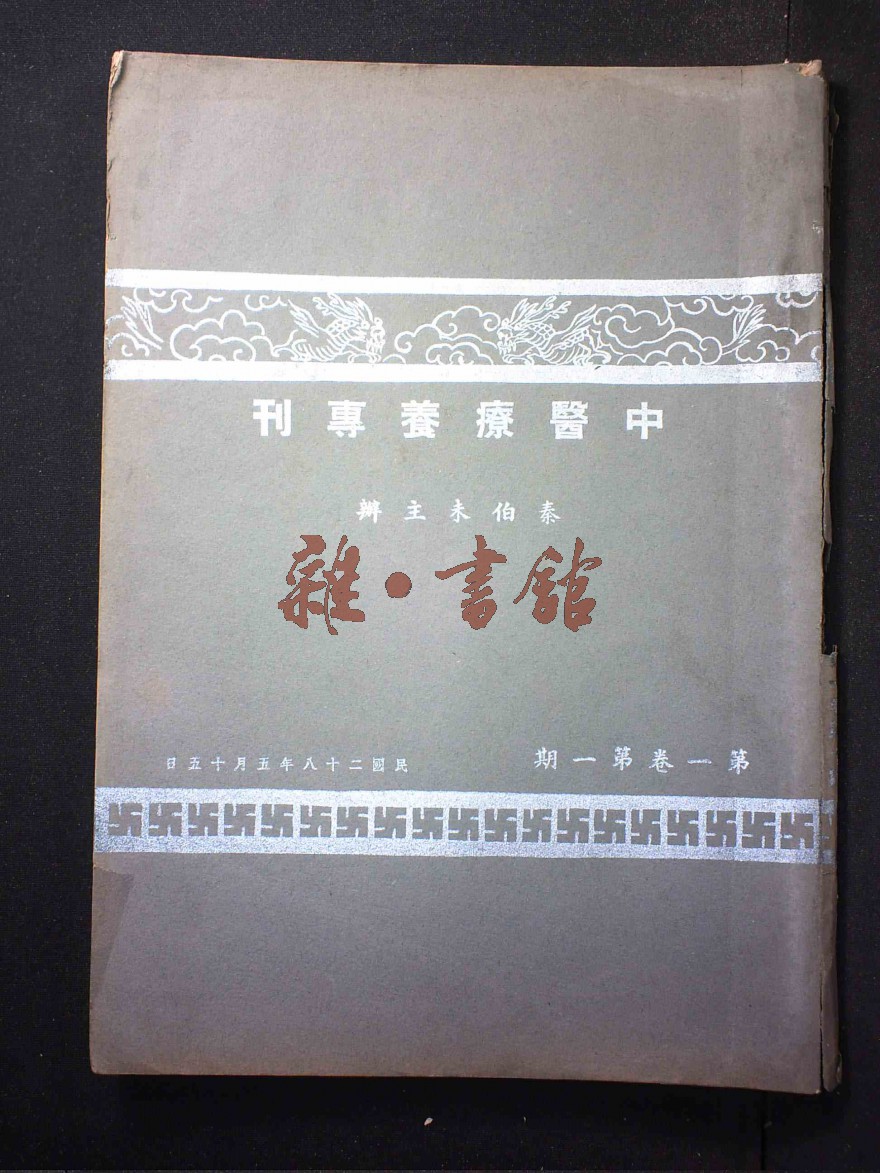 中醫療養專刊
秦伯未主辦
雜·書館
第一卷第一期
民國二十八年五月十五日